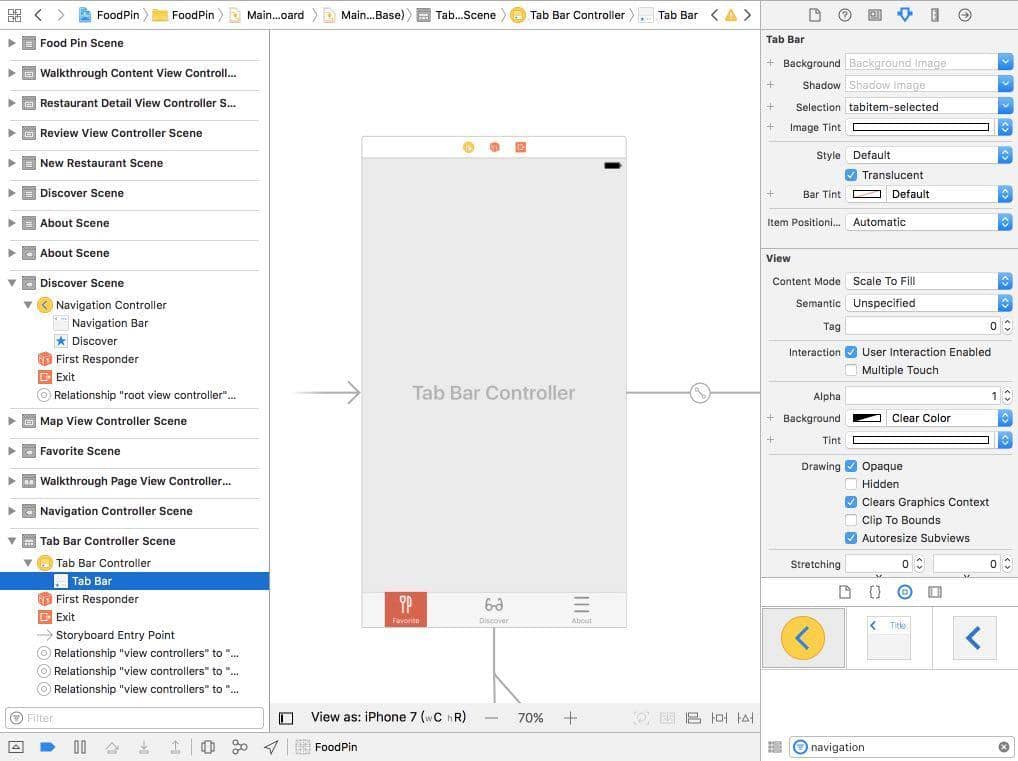 FoodPin
FoodPin
Main...oard
Main...Base)
Tab...Scene
Tab Bar Controller
Tab Bar
Food Pin Scene
Walkthrough Content View Controll...
Restaurant Detail View Controller S...
Review View Controller Scene
New Restaurant Scene
Discover Scene
About Scene
About Scene
Discover Scene
Navigation Controller
Navigation Bar
Discover
First Responder
Exit
Relationship "root view controller"...
Map View Controller Scene
Favorite Scene
Walkthrough Page View Controller...
Navigation Controller Scene
Tab Bar Controller Scene
Tab Bar Controller
Tab Bar
First Responder
Exit
Storyboard Entry Point
Relationship "view controllers" to "...
Relationship "view controllers" to "...
Relationship "view controllers" to "...
Filter
Tab Bar Controller
Favorite
Discover
About
View as: iPhone 7 (wC hR)
70%
FoodPin
Tab Bar
Background Background Image
Shadow Shadow Image
Selection tabitem-selected
Image Tint
Style Default
Translucent
Bar Tint Default
Item Positioni... Automatic
View
Content Mode Scale To Fill
Semantic Unspecified
Tag 0
Interaction User Interaction Enabled
Multiple Touch
Alpha 1
Background Clear Color
Tint
Drawing Opaque
Hidden
Clears Graphics Context
Clip To Bounds
Autoresize Subviews
Stretching 0 0
Title
navigation